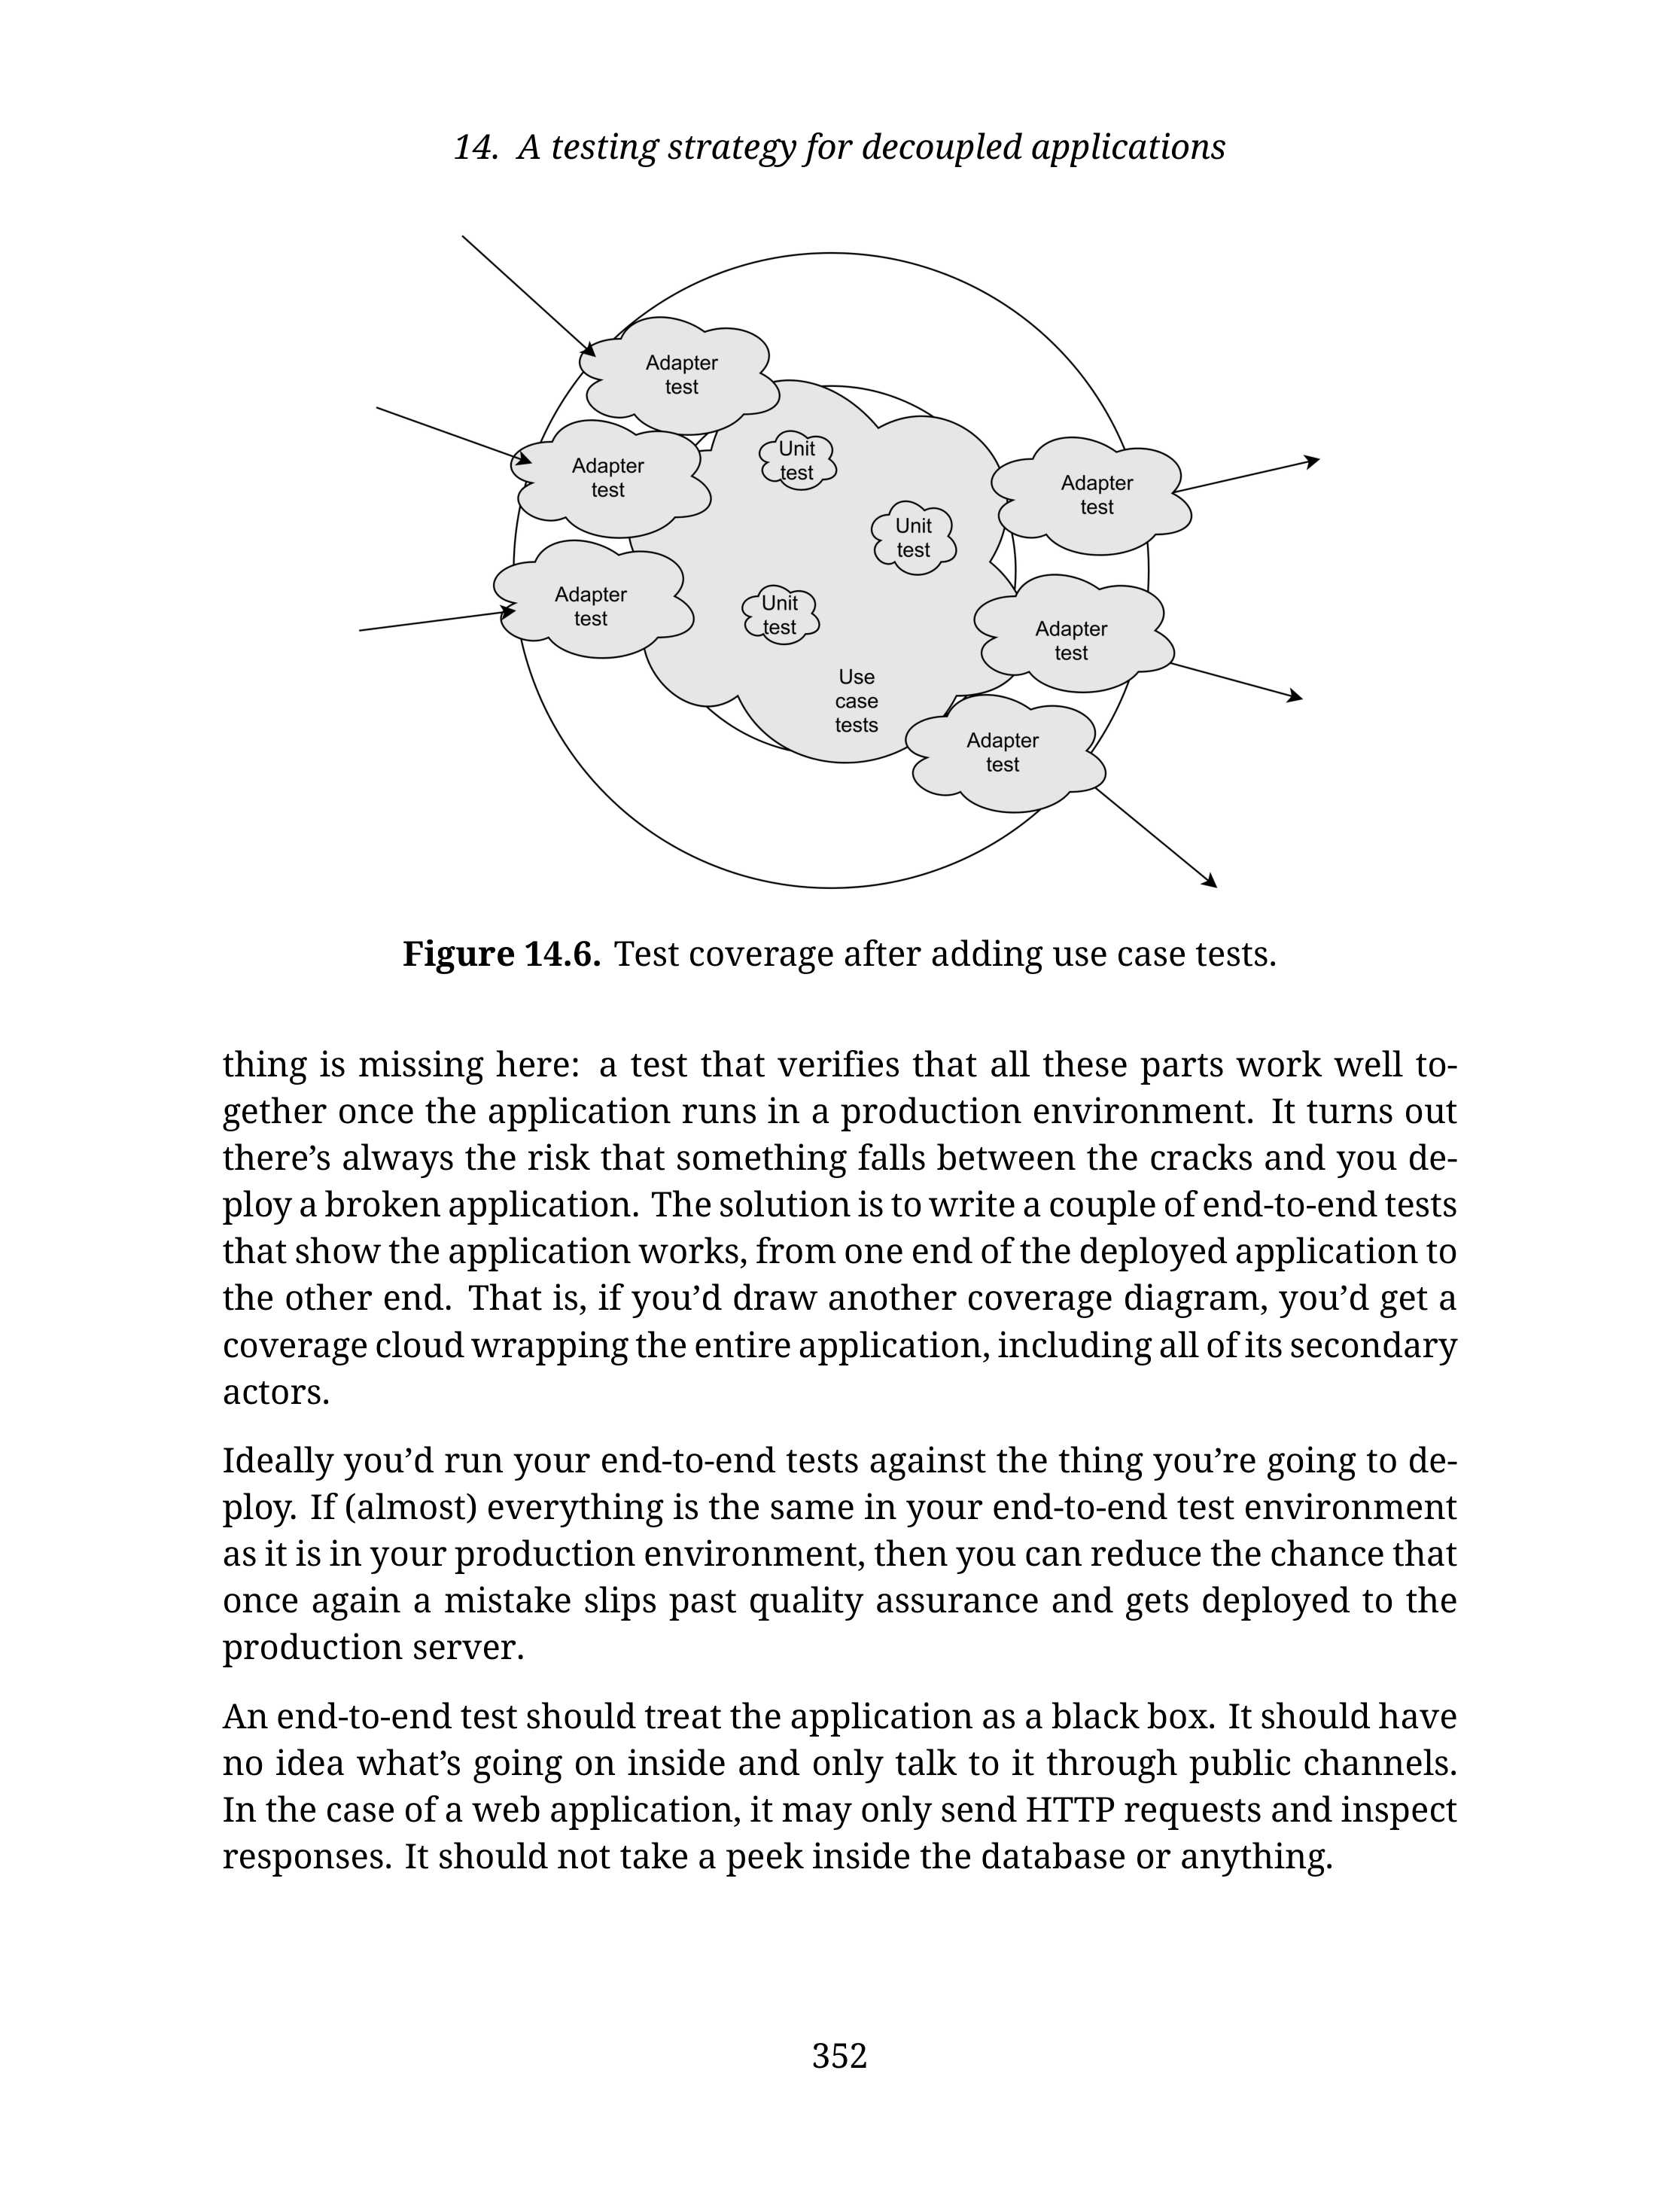 14. A testing strategy for decoupled applications
Adapter
test
Adapter
test
Adapter
test
Unit
test
Unit
test
Unit
test
Use
case
tests
Adapter
test
Adapter
test
Adapter
test
Figure 14.6. Test coverage after adding use case tests.
thing is missing here: a test that verifies that all these parts work well to-
gether once the application runs in a production environment. It turns out
there’s always the risk that something falls between the cracks and you de-
ploy a broken application. The solution is to write a couple of end-to-end tests
that show the application works, from one end of the deployed application to
the other end. That is, if you’d draw another coverage diagram, you’d get a
coverage cloud wrapping the entire application, including all of its secondary
actors.
Ideally you’d run your end-to-end tests against the thing you’re going to de-
ploy. If (almost) everything is the same in your end-to-end test environment
as it is in your production environment, then you can reduce the chance that
once again a mistake slips past quality assurance and gets deployed to the
production server.
An end-to-end test should treat the application as a black box. It should have
no idea what’s going on inside and only talk to it through public channels.
In the case of a web application, it may only send HTTP requests and inspect
responses. It should not take a peek inside the database or anything.
352